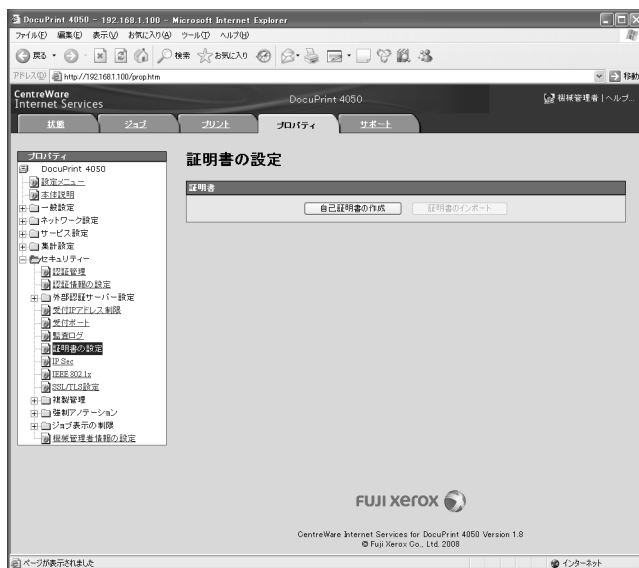 DocuPrint 4050 - 192.168.1.100 - Microsoft Internet Explorer
ファイル(F) 編集(E) 表示(V) お気に入り(A) ツール(T) ヘルプ(H)
戻る 検索 お気に入り
アドレス(D) http://192.168.1.100/prop.htm 移動
CentreWare
Internet Services
DocuPrint 4050
機械管理者 | ヘルプ...
状態 ジョブ プリント プロパティ サポート
プロパティ
DocuPrint 4050
設定メニュー
本体説明
一般設定
ネットワーク設定
サービス設定
集計設定
セキュリティー
認証管理
認証情報の設定
外部認証サーバー設定
受付IPアドレス制限
受付ポート
監査ログ
証明書の設定
IP Sec
IEEE 802.1x
SSL/TLS設定
複製管理
強制アノテーション
ジョブ表示の制限
機械管理者情報の設定
証明書の設定
証明書
自己証明書の作成 証明書のインポート
FUJI XEROX
CentreWare Internet Services for DocuPrint 4050 Version 1.8
© Fuji Xerox Co., Ltd. 2008
ページが表示されました
インターネット